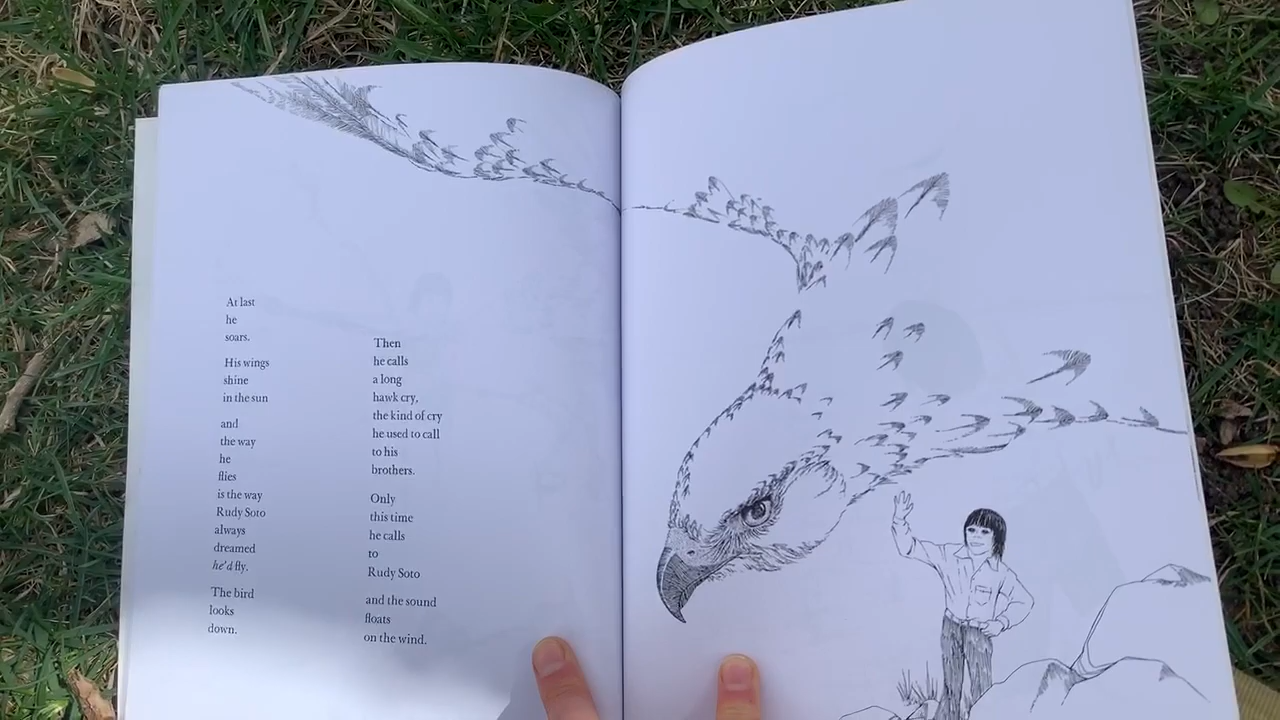 At last
he
soars.
His wings
shine
in the sun
and
the way
he
flies
is the way
Rudy Soto
always
dreamed
he'd fly.
The bird
looks
down.
Then
he calls
a long
hawk cry,
the kind of cry
he used to call
to his
brothers.
Only
this time
he calls
to
Rudy Soto
and the sound
floats
on the wind.